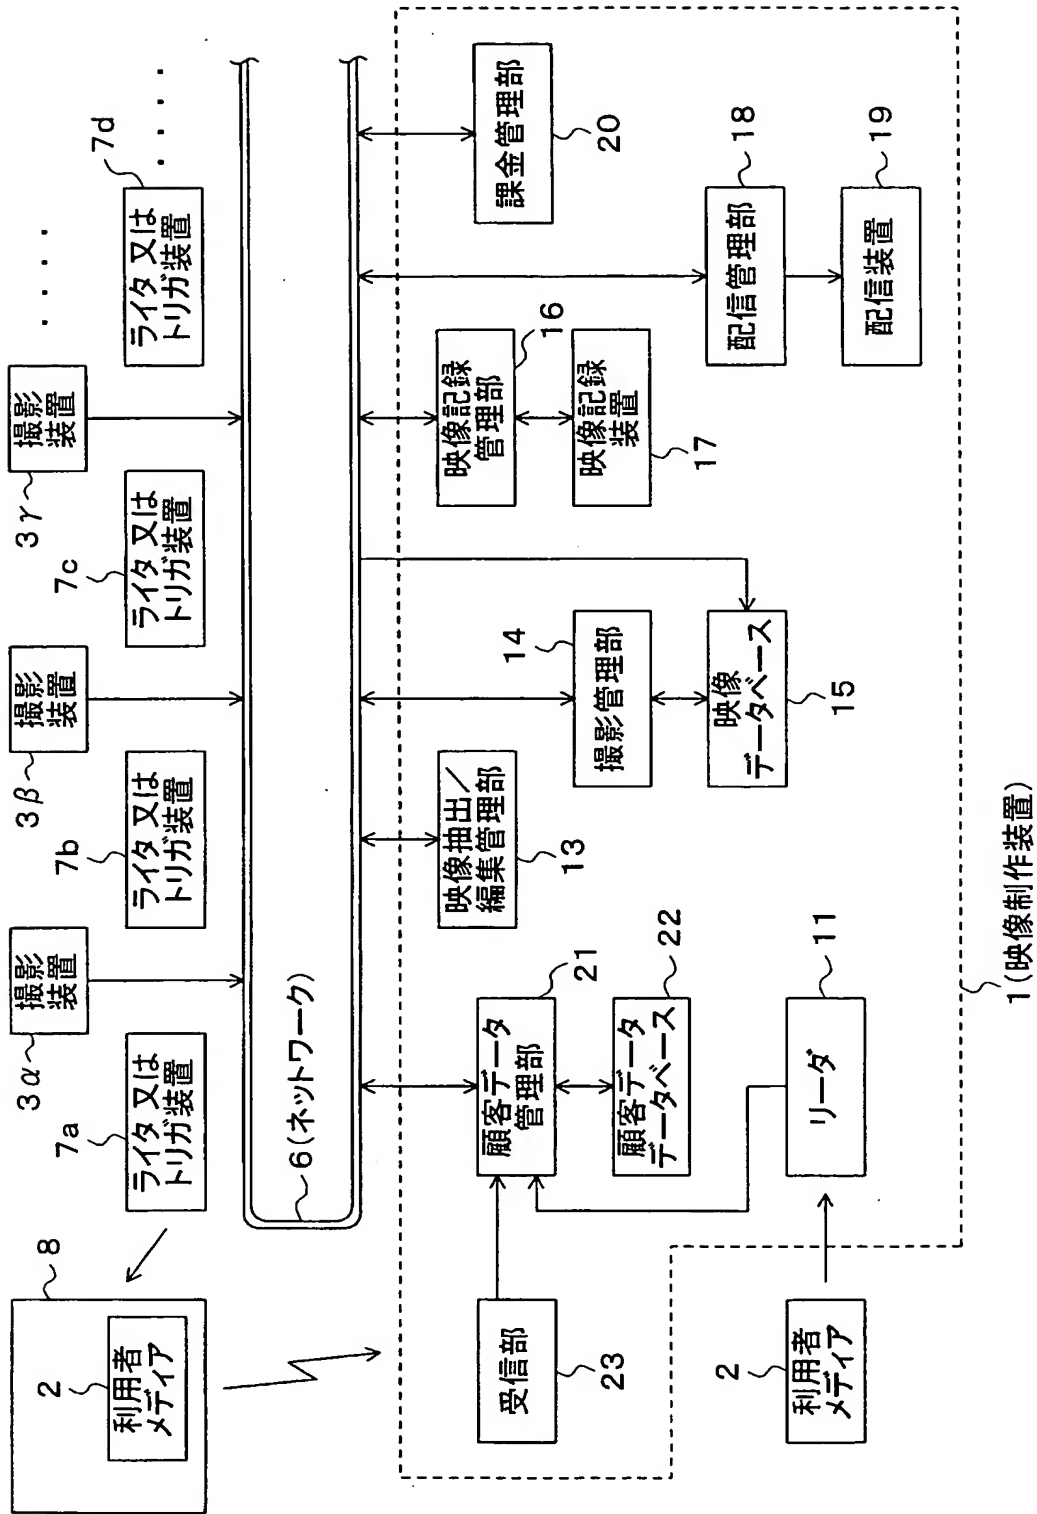 8
2
利用者
メディア
7a
ライタ 又は
トリガ装置
3α
撮影
装置
7b
ライタ 又は
トリガ装置
3β
撮影
装置
7c
ライタ 又は
トリガ装置
3γ
撮影
装置
7d
ライタ 又は
トリガ装置
・・・・
・・・・
6(ネットワーク)
受信部
23
顧客データ
管理部
21
顧客データ
データベース
22
リーダ
11
2
利用者
メディア
映像抽出/
編集管理部
13
撮影管理部
14
映像
データベース
15
映像記録
管理部
16
映像記録
装置
17
配信管理部
18
配信装置
19
課金管理部
20
1(映像制作装置)